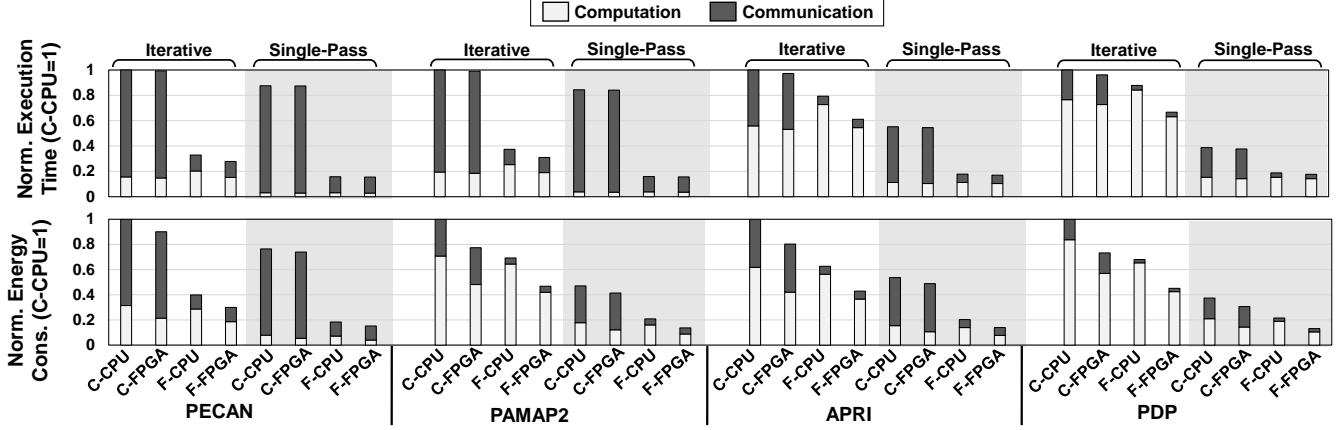 Computation Communication
Iterative Single-Pass Iterative Single-Pass Iterative Single-Pass Iterative Single-Pass
Norm. Execution
Time (C-CPU=1)
1
0.8
0.6
0.4
0.2
0
Norm. Energy
Cons. (C-CPU=1)
1
0.8
0.6
0.4
0.2
0
C-CPU C-FPGA F-CPU F-FPGA C-CPU C-FPGA F-CPU F-FPGA C-CPU C-FPGA F-CPU F-FPGA C-CPU C-FPGA F-CPU F-FPGA C-CPU C-FPGA F-CPU F-FPGA C-CPU C-FPGA F-CPU F-FPGA C-CPU C-FPGA F-CPU F-FPGA C-CPU C-FPGA F-CPU F-FPGA
PECAN PAMAP2 APRI PDP